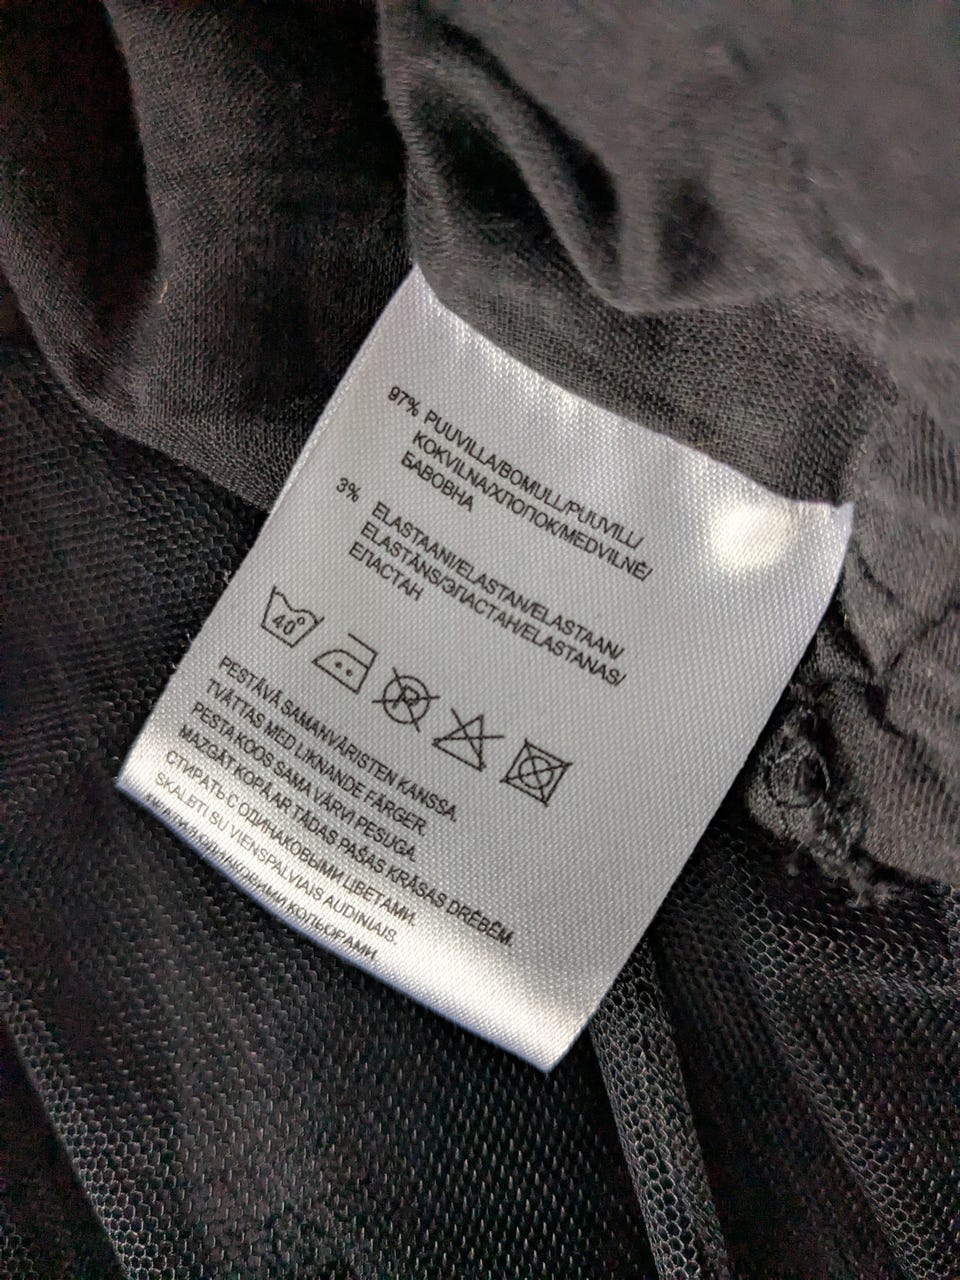 97% PUUVILLA/BOMULL/PUUVILL/
KOKVILNA/ХЛОПОК/MEDVILNĖ/
БАВОВНА
3% ELASTAANI/ELASTAN/ELASTAAN/
ELASTĀNS/ЭЛАСТАН/ELASTANAS/
ЕЛАСТАН
40° P
PESTÄVÄ SAMANVÄRISTEN KANSSA.
TVÄTTAS MED LIKNANDE FÄRGER.
PESTA KOOS SAMA VÄRVI PESUGA.
MAZGĀT KOPĀ AR TĀDAS PAŠAS KRĀSAS DRĒBĒM.
СТИРАТЬ С ОДИНАКОВЫМИ ЦВЕТАМИ.
SKALBTI SU VIENSPALVIAIS AUDINIAIS.
КОЛЬОРАМИ.